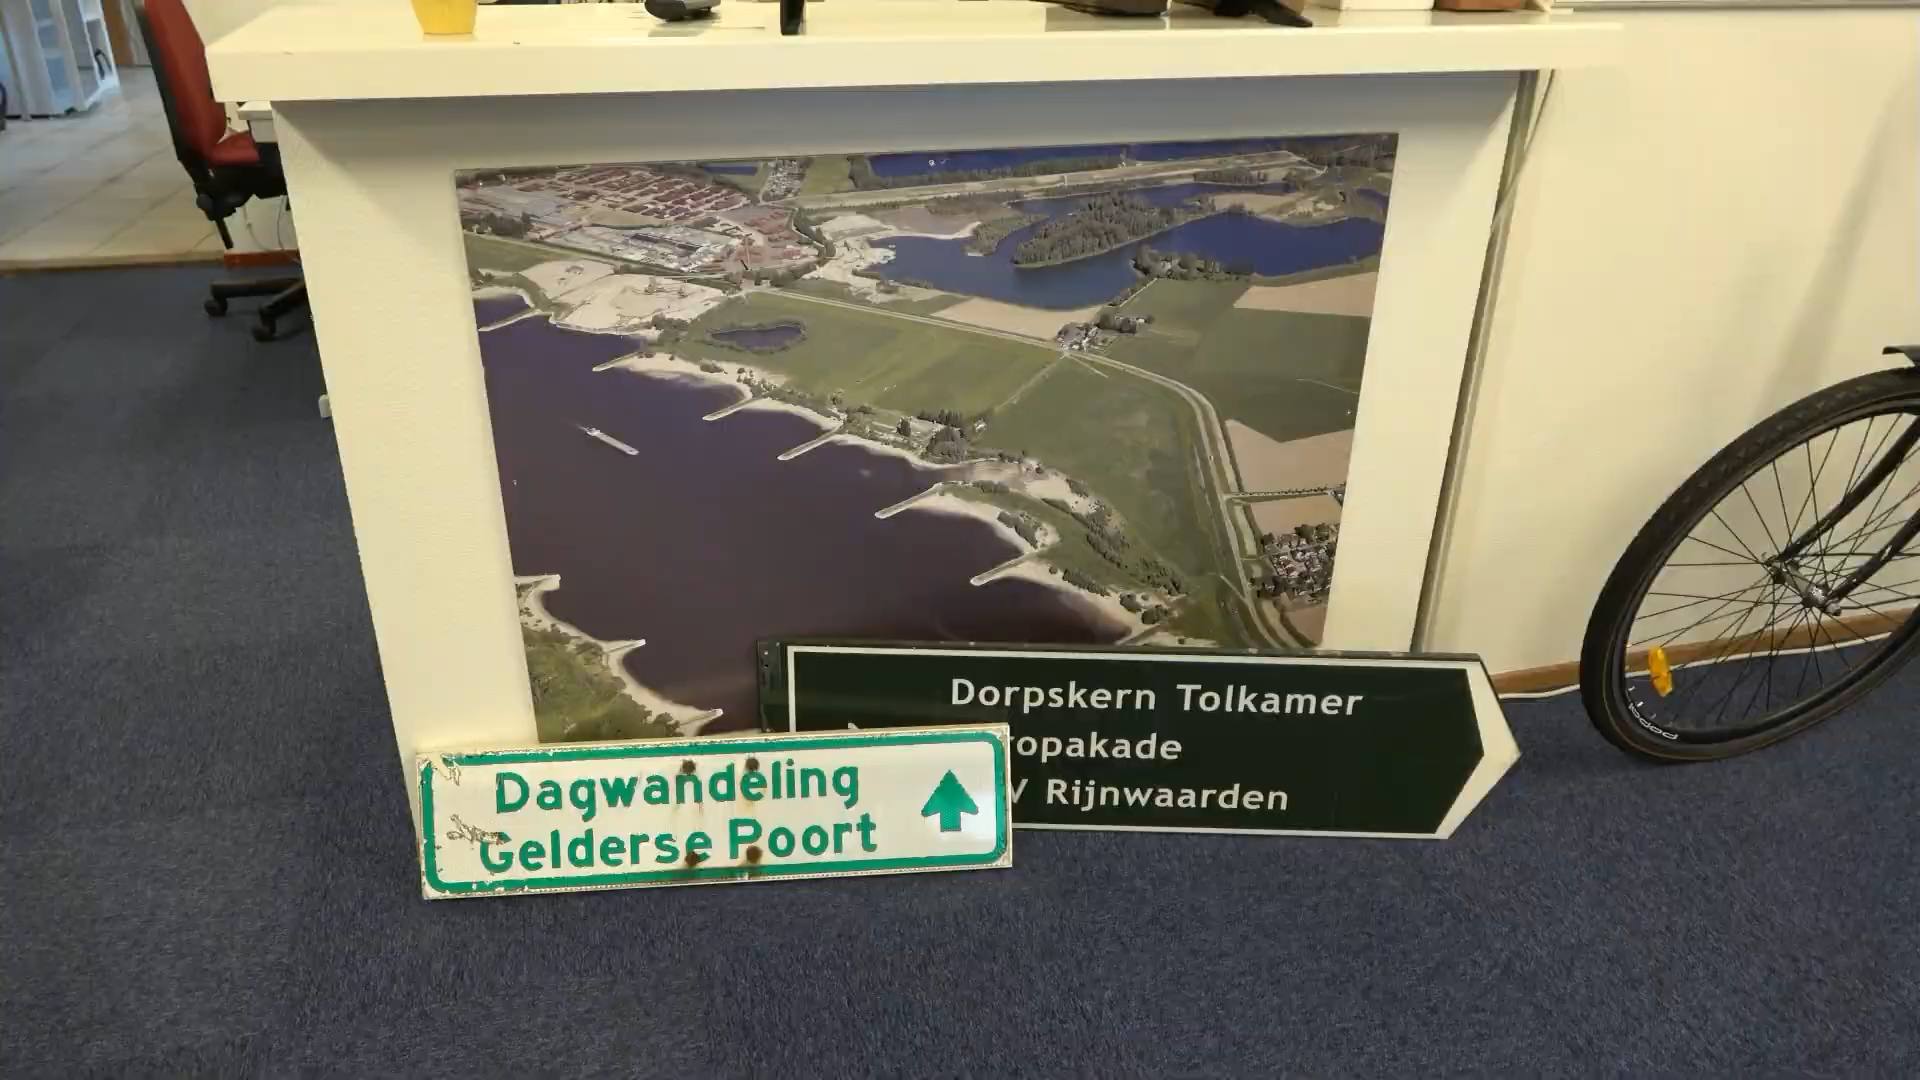 Dorpskern Tolkamer
ropakade
V Rijnwaarden
Dagwandeling
Gelderse Poort